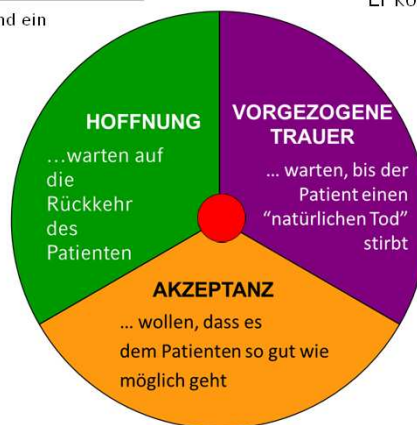 nd ein
HOFFNUNG
…warten auf
die
Rückkehr
des
Patienten
VORGEZOGENE
TRAUER
... warten, bis der
Patient einen
“natürlichen Tod”
stirbt
AKZEPTANZ
... wollen, dass es
dem Patienten so gut wie
möglich geht